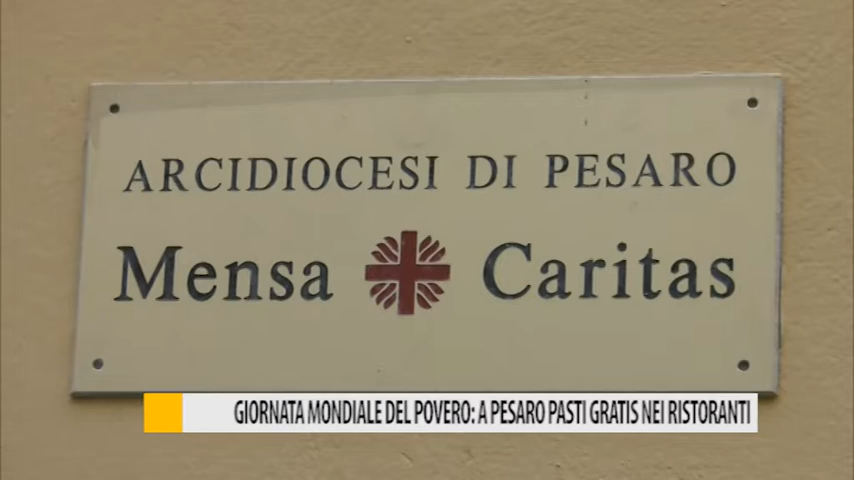 ARCIDIOCESI DI PESARO
Mensa Caritas
GIORNATA MONDIALE DEL POVERO: A PESARO PASTI GRATIS NEI RISTORANTI